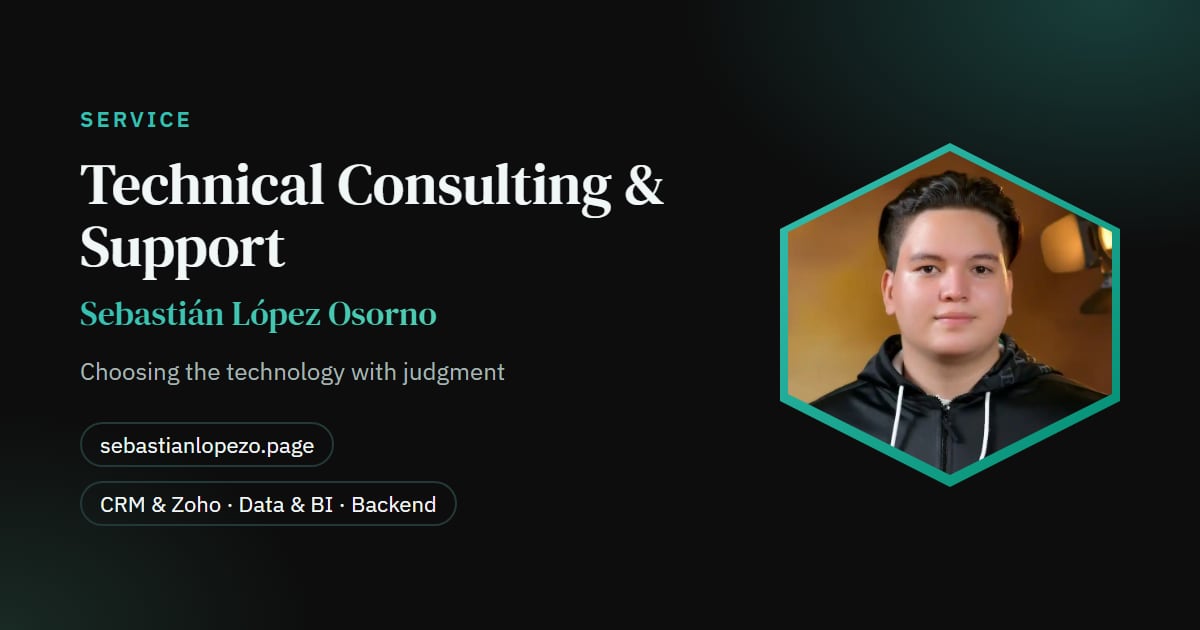 SERVICE
Technical Consulting &
Support
Sebastián López Osorno
Choosing the technology with judgment
sebastianlopezo.page
CRM & Zoho · Data & BI · Backend